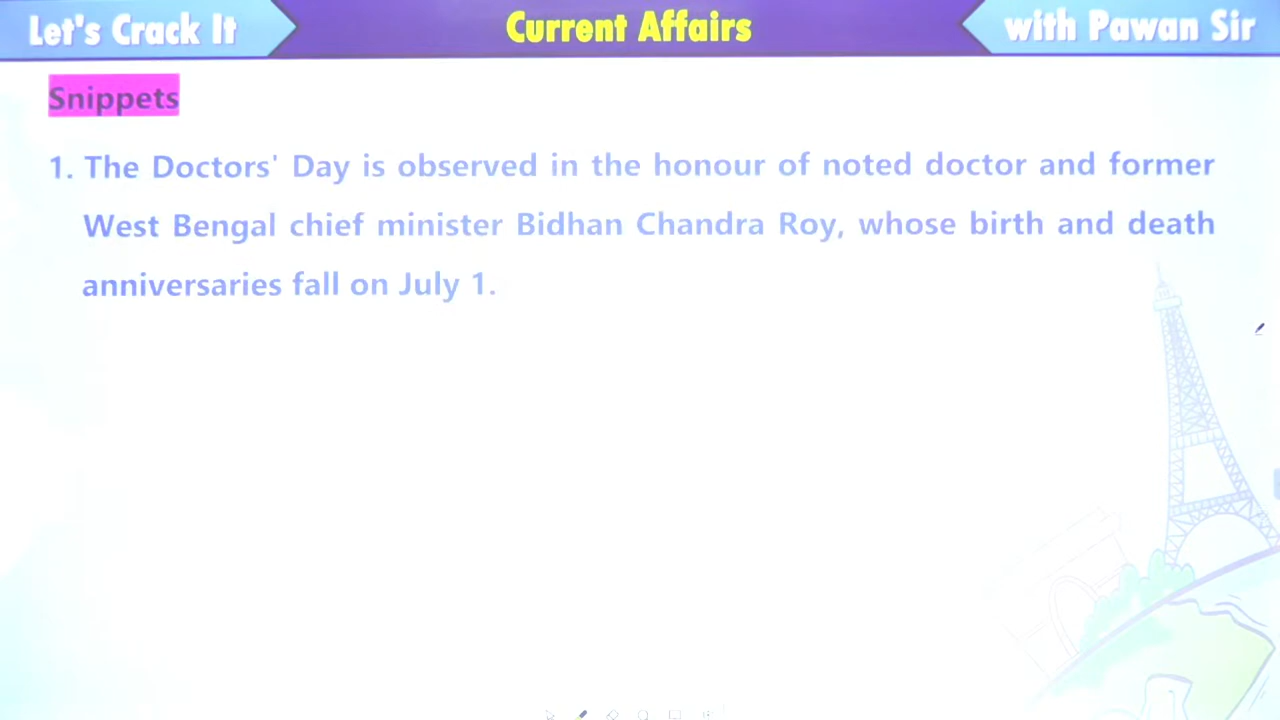 Let's Crack It
Current Affairs
with Pawan Sir
Snippets
1. The Doctors' Day is observed in the honour of noted doctor and former
West Bengal chief minister Bidhan Chandra Roy, whose birth and death
anniversaries fall on July 1.